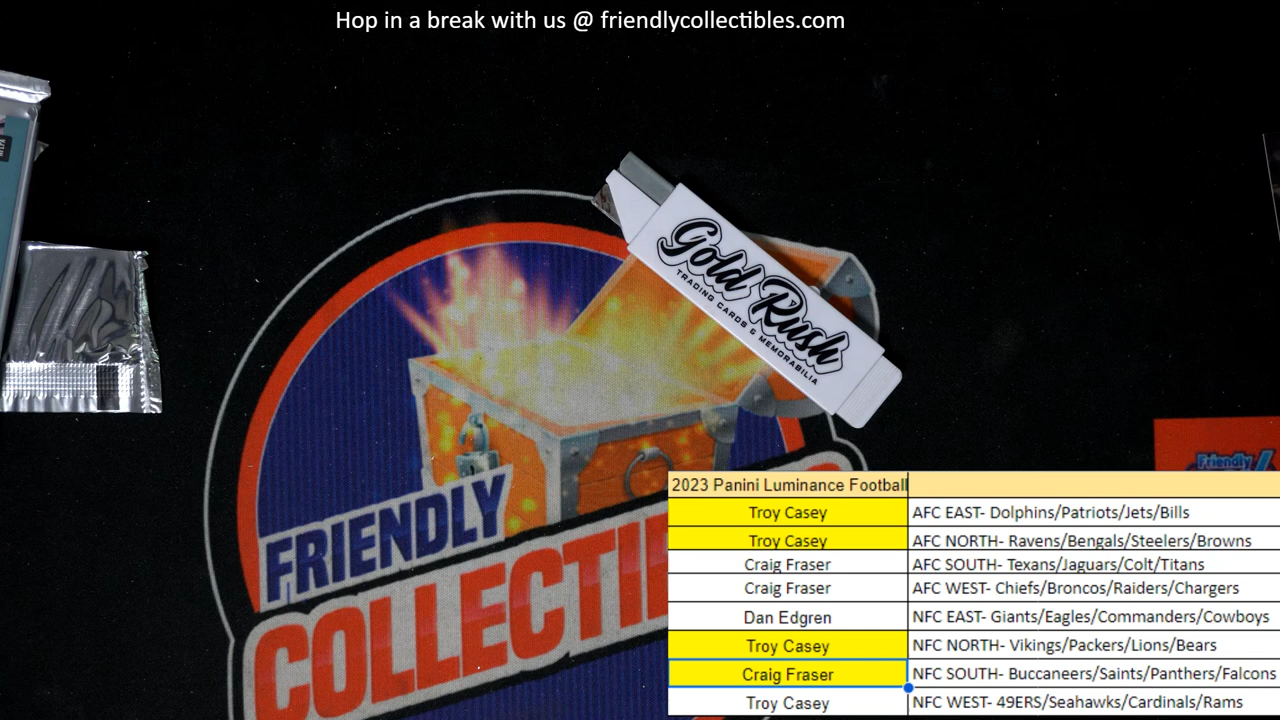 Hop in a break with us @ friendlycollectibles.com
Gold Rush
TRADING CARDS & MEMORABILIA
FRIENDLY
COLLECTI
Friendly
2023 Panini Luminance Football
Troy Casey AFC EAST- Dolphins/Patriots/Jets/Bills
Troy Casey AFC NORTH- Ravens/Bengals/Steelers/Browns
Craig Fraser AFC SOUTH- Texans/Jaguars/Colt/Titans
Craig Fraser AFC WEST- Chiefs/Broncos/Raiders/Chargers
Dan Edgren NFC EAST- Giants/Eagles/Commanders/Cowboys
Troy Casey NFC NORTH- Vikings/Packers/Lions/Bears
Craig Fraser NFC SOUTH- Buccaneers/Saints/Panthers/Falcons
Troy Casey NFC WEST- 49ERS/Seahawks/Cardinals/Rams